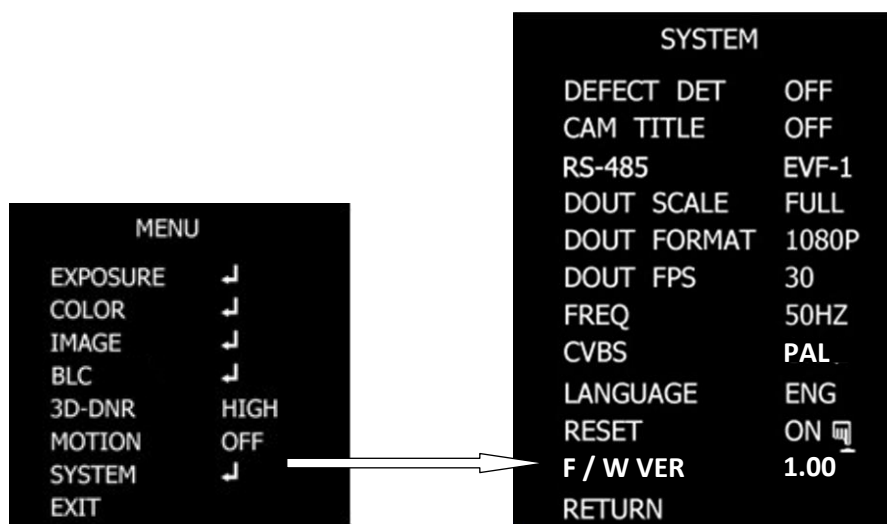 MENU
EXPOSURE ↲
COLOR ↲
IMAGE ↲
BLC ↲
3D-DNR HIGH
MOTION OFF
SYSTEM ↲
EXIT
SYSTEM
DEFECT DET OFF
CAM TITLE OFF
RS-485 EVF-1
DOUT SCALE FULL
DOUT FORMAT 1080P
DOUT FPS 30
FREQ 50HZ
CVBS PAL
LANGUAGE ENG
RESET ON
F / W VER 1.00
RETURN